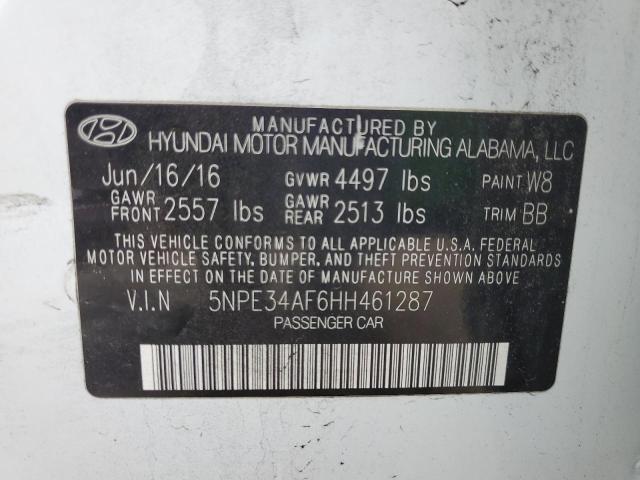 MANUFACTURED BY
HYUNDAI MOTOR MANUFACTURING ALABAMA, LLC
Jun/16/16 GVWR 4497 lbs PAINT W8
GAWR FRONT 2557 lbs GAWR REAR 2513 lbs TRIM BB
THIS VEHICLE CONFORMS TO ALL APPLICABLE U.S.A. FEDERAL
MOTOR VEHICLE SAFETY, BUMPER, AND THEFT PREVENTION STANDARDS
IN EFFECT ON THE DATE OF MANUFACTURE SHOWN ABOVE.
V.I.N 5NPE34AF6HH461287
PASSENGER CAR